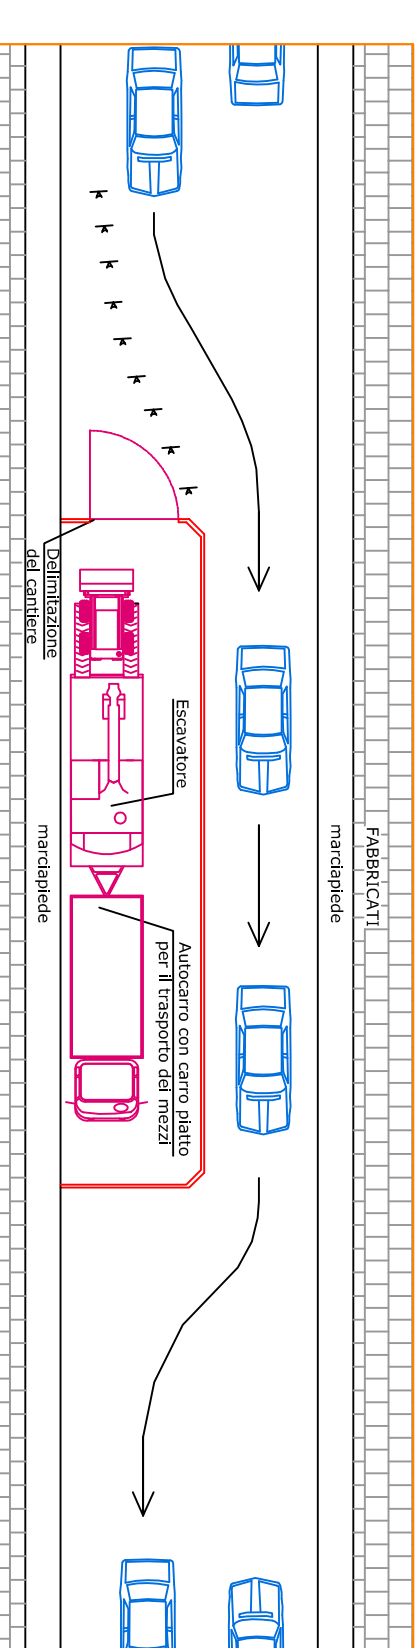 Delimitazione
del cantiere
Escavatore
marciapiede
marciapiede
FABBRICATI
Autocarro con carro piatto
per il trasporto dei mezzi